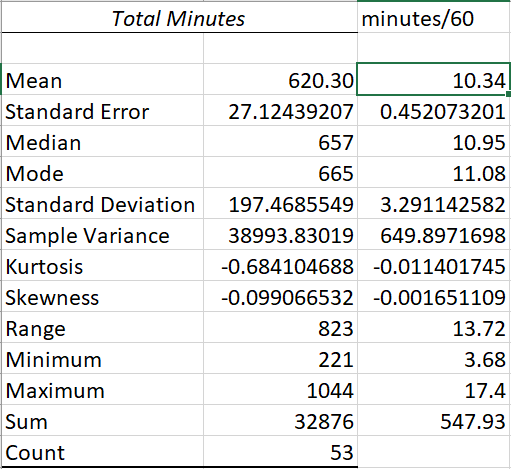 Total Minutes minutes/60
Mean 620.30 10.34
Standard Error 27.12439207 0.452073201
Median 657 10.95
Mode 665 11.08
Standard Deviation 197.4685549 3.291142582
Sample Variance 38993.83019 649.8971698
Kurtosis -0.684104688 -0.011401745
Skewness -0.099066532 -0.001651109
Range 823 13.72
Minimum 221 3.68
Maximum 1044 17.4
Sum 32876 547.93
Count 53